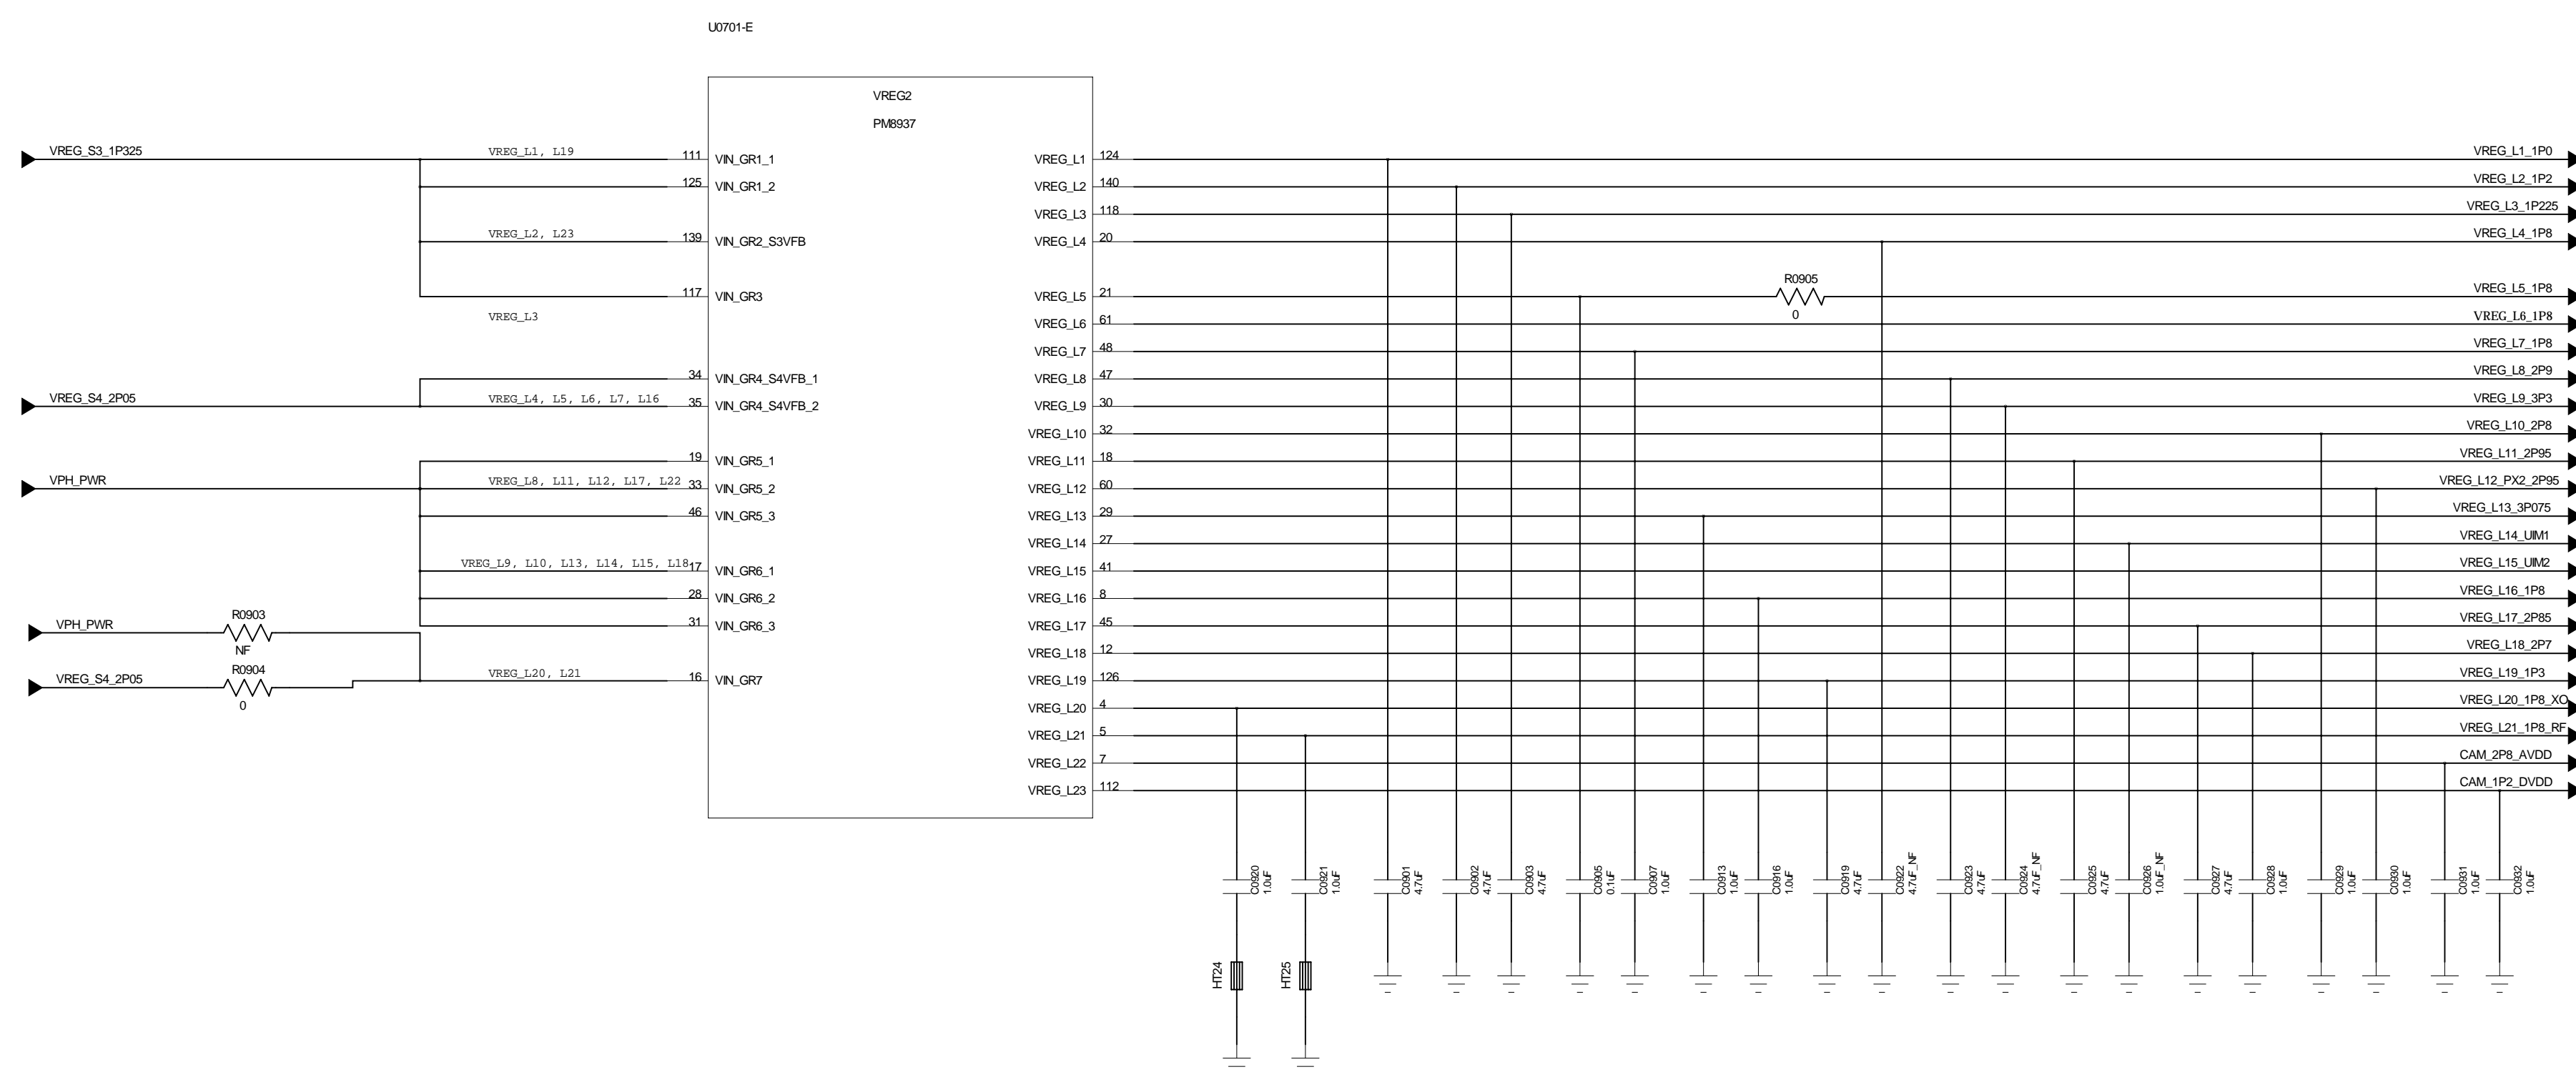 U0701-E
VREG2
PM8937
VREG_S3_1P325
VREG_L1, L19
111 VIN_GR1_1
125 VIN_GR1_2
VREG_L2, L23
139 VIN_GR2_S3VFB
117 VIN_GR3
VREG_L3
34 VIN_GR4_S4VFB_1
VREG_S4_2P05
VREG_L4, L5, L6, L7, L16
35 VIN_GR4_S4VFB_2
19 VIN_GR5_1
VPH_PWR
VREG_L8, L11, L12, L17, L22
33 VIN_GR5_2
46 VIN_GR5_3
VREG_L9, L10, L13, L14, L15, L18
17 VIN_GR6_1
28 VIN_GR6_2
31 VIN_GR6_3
VPH_PWR
R0903
NF
VREG_S4_2P05
R0904
0
VREG_L20, L21
16 VIN_GR7
VREG_L1 124 VREG_L1_1P0
VREG_L2 140 VREG_L2_1P2
VREG_L3 118 VREG_L3_1P225
VREG_L4 20 VREG_L4_1P8
R0905
VREG_L5 21 VREG_L5_1P8
0
VREG_L6 61 VREG_L6_1P8
VREG_L7 48 VREG_L7_1P8
VREG_L8 47 VREG_L8_2P9
VREG_L9 30 VREG_L9_3P3
VREG_L10 32 VREG_L10_2P8
VREG_L11 18 VREG_L11_2P95
VREG_L12 60 VREG_L12_PX2_2P95
VREG_L13 29 VREG_L13_3P075
VREG_L14 27 VREG_L14_UIM1
VREG_L15 41 VREG_L15_UIM2
VREG_L16 8 VREG_L16_1P8
VREG_L17 45 VREG_L17_2P85
VREG_L18 12 VREG_L18_2P7
VREG_L19 126 VREG_L19_1P3
VREG_L20 4 VREG_L20_1P8_XO
VREG_L21 5 VREG_L21_1P8_RF
VREG_L22 7 CAM_2P8_AVDD
VREG_L23 112 CAM_1P2_DVDD
C0920
1.0uF
C0921
1.0uF
C0901
4.7uF
C0902
4.7uF
C0903
4.7uF
C0905
0.1uF
C0907
1.0uF
C0913
1.0uF
C0916
1.0uF
C0919
4.7uF
C0922
4.7uF_NF
C0923
4.7uF
C0924
4.7uF_NF
C0925
4.7uF
C0926
1.0uF_NF
C0927
4.7uF
C0928
1.0uF
C0929
1.0uF
C0930
1.0uF
C0931
1.0uF
C0932
1.0uF
HT24
HT25